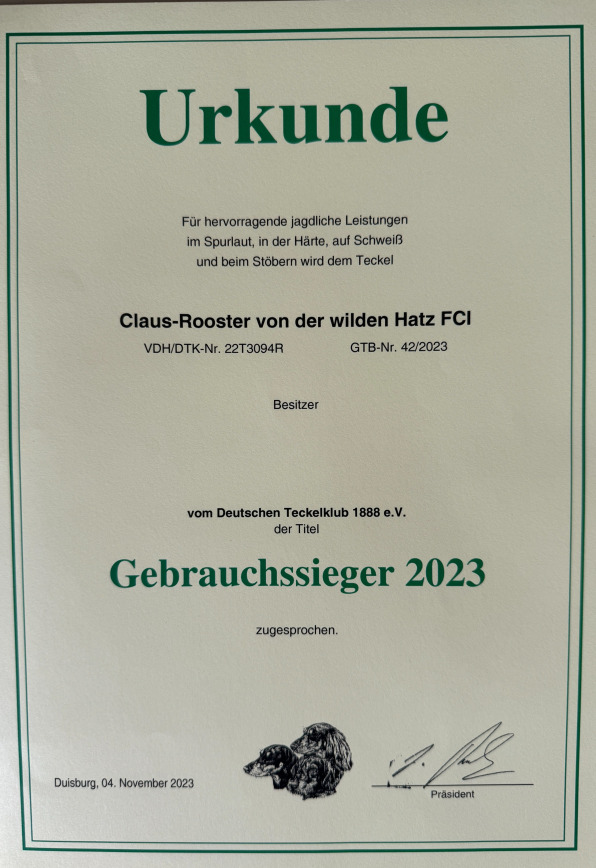 Urkunde
Für hervorragende jagdliche Leistungen
im Spurlaut, in der Härte, auf Schweiß
und beim Stöbern wird dem Teckel
Claus-Rooster von der wilden Hatz FCI
VDH/DTK-Nr. 22T3094R GTB-Nr. 42/2023
Besitzer
vom Deutschen Teckelklub 1888 e.V.
der Titel
Gebrauchssieger 2023
zugesprochen.
Duisburg, 04. November 2023
Präsident